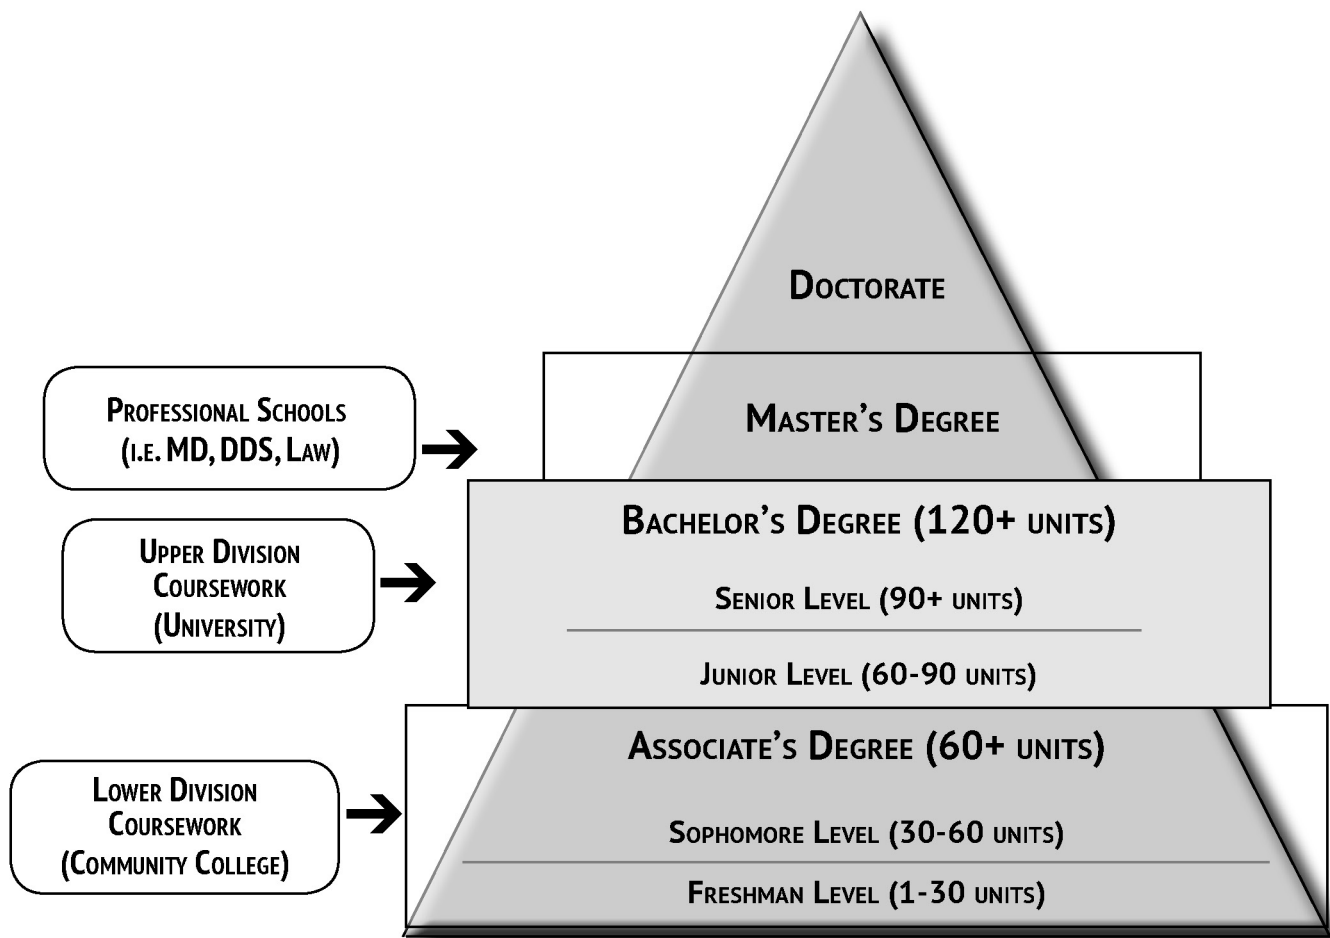 Doctorate
Professional Schools
(i.e. MD, DDS, Law)
Master's Degree
Upper Division
Coursework
(University)
Bachelor's Degree (120+ units)
Senior Level (90+ units)
Junior Level (60-90 units)
Lower Division
Coursework
(Community College)
Associate's Degree (60+ units)
Sophomore Level (30-60 units)
Freshman Level (1-30 units)